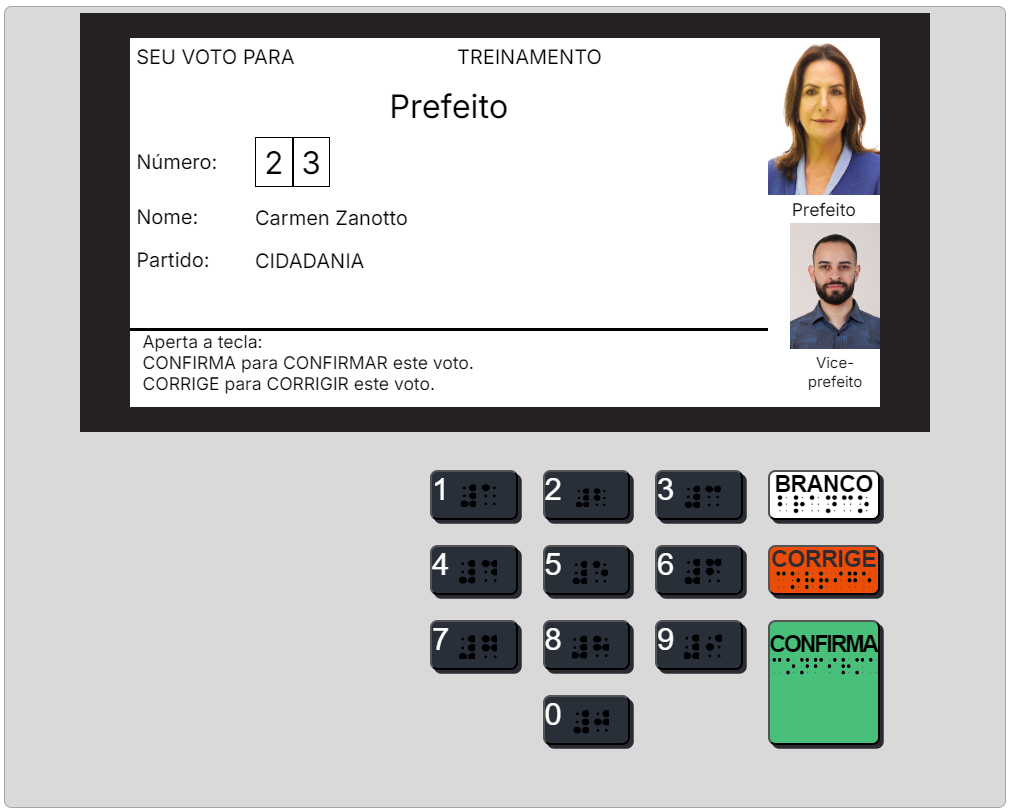 SEU VOTO PARA TREINAMENTO
Prefeito
Número: 2 3
Nome: Carmen Zanotto
Partido: CIDADANIA
Prefeito
Vice-
prefeito
Aperta a tecla:
CONFIRMA para CONFIRMAR este voto.
CORRIGE para CORRIGIR este voto.
1 2 3 BRANCO
4 5 6 CORRIGE
7 8 9 CONFIRMA
0